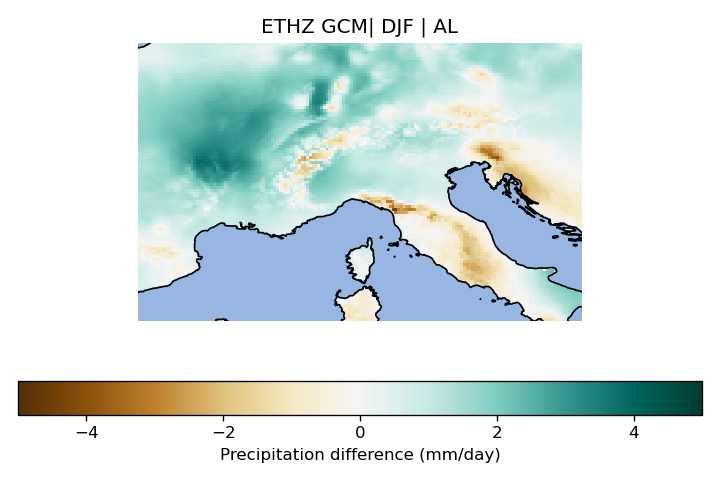 ETHZ GCM| DJF | AL
−4 −2 0 2 4
Precipitation difference (mm/day)